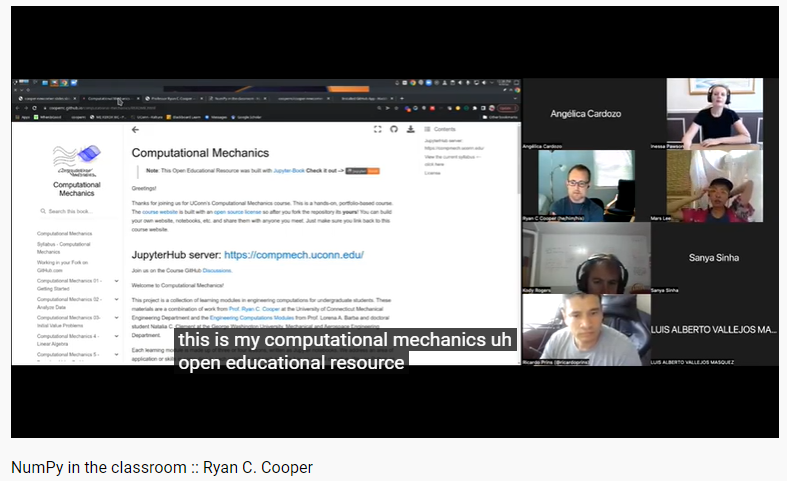 Computational Mechanics
Note: This Open Educational Resource was built with Jupyter-Book Check it out ->
Greetings!
Thanks for joining us for UConn's Computational Mechanics course. This is a hands-on, portfolio-based course.
The course website is built with an open source license so after you fork the repository its yours! You can build
your own website, notebooks, etc. and share them with anyone you meet. Just make sure you link back to this
course website.
JupyterHub server: https://compmech.uconn.edu/
Join us on the Course GitHub Discussions.
Welcome to Computational Mechanics!
This project is a collection of learning modules in engineering computations for undergraduate students. These
materials are a combination of work from Prof. Ryan C. Cooper at the University of Connecticut Mechanical
Engineering Department and the Engineering Computations Modules from Prof. Lorena A. Barba and doctoral
student Natalia C. Clementi at the George Washington University, Mechanical and Aerospace Engineering
Department.
Each learning
application or skill
Computational
Mechanics
Search this book...
Computational Mechanics
Syllabus - Computational
Mechanics
Working in your Fork on
GitHub.com
Computational Mechanics 01 -
Getting Started
Computational Mechanics 02 -
Analyze Data
Computational Mechanics 03-
Initial Value Problems
Computational Mechanics 4 -
Linear Algebra
Computational Mechanics 5 -
Contents
JupyterHub server:
https://compmech.uconn.edu/
View the current syllabus <--
click here
License
this is my computational mechanics uh
open educational resource
Angélica Cardozo
Angélica Cardozo
Inessa Pawson
Ryan C Cooper (he|him|his)
Mars Lee
Kody Rogers
Sanya Sinha
Sanya Sinha
Ricardo Prins (@ricardoprins)
LUIS ALBERTO VALLEJOS MA...
LUIS ALBERTO VALLEJOS MASQUEZ
NumPy in the classroom :: Ryan C. Cooper